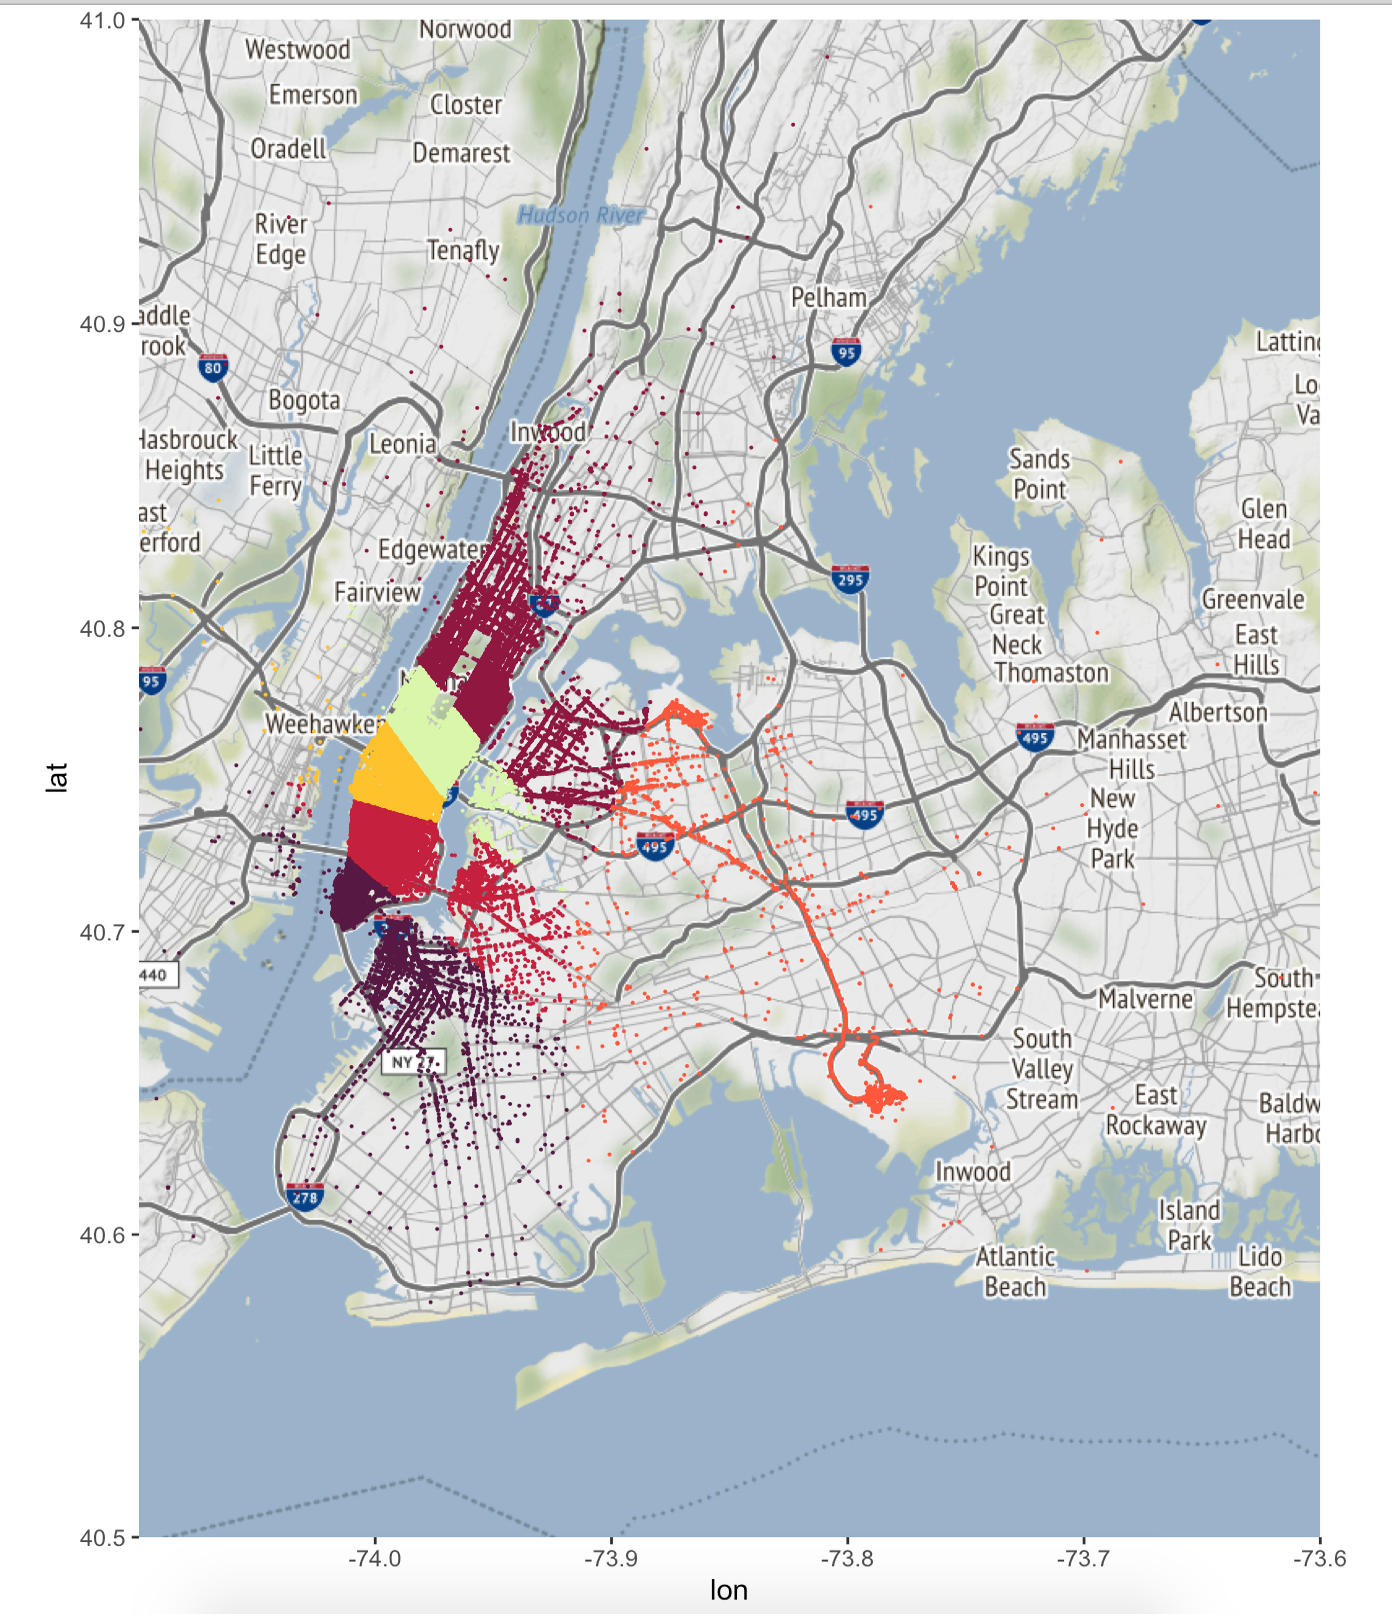 41.0
Norwood
Westwood
Emerson
Closter
Oradell
Demarest
Hudson River
River
Edge
Tenafly
Pelham
addle
rook
40.9
95
Latting
80
Lo
Va
Bogota
Hasbrouck
Heights
Leonia
Inwood
Little
Ferry
Sands
Point
ast
erford
Glen
Head
Edgewater
Kings
Point
295
Fairview
Great
Neck
Greenvale
40.8
East
Hills
Thomaston
95
Albertson
Weehawken
495
Manhasset
Hills
lat
New
Hyde
Park
495
495
40.7
440
South
Hempste
Malverne
NY 27
South
Valley
Stream
East
Rockaway
Baldw
Harbo
Inwood
278
Island
Park
40.6
Atlantic
Beach
Lido
Beach
40.5
-74.0
-73.9
-73.8
-73.7
-73.6
lon